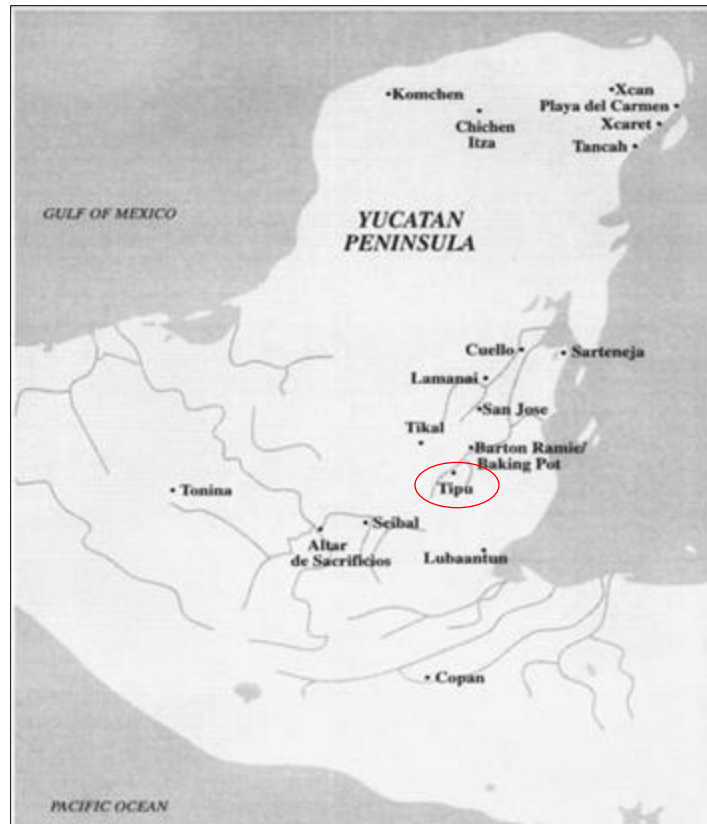 Komchen
Xcan
Playa del Carmen
Chichen
Itza
Xcaret
Tancah
GULF OF MEXICO
YUCATAN
PENINSULA
Cuello
Sarteneja
Lamanai
San Jose
Tikal
Barton Ramie/
Baking Pot
Tipu
Tonina
Seibal
Altar
de Sacrificios
Lubaantun
Copan
PACIFIC OCEAN